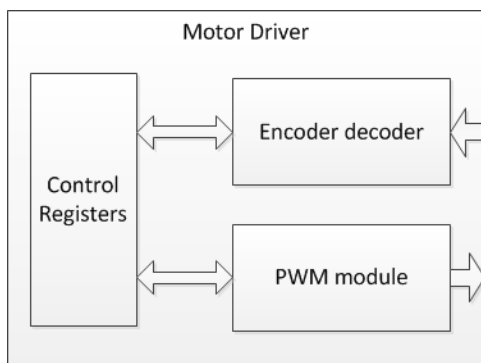 Motor Driver
Control
Registers
Encoder decoder
PWM module